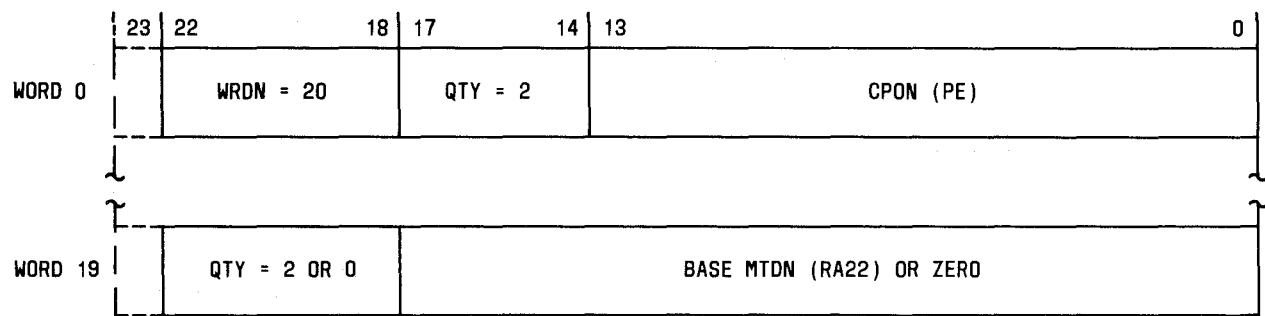 23 22 18 17 14 13 0
WORD 0 WRDN = 20 QTY = 2 CPON (PE)
WORD 19 QTY = 2 OR 0 BASE MTDN (RA22) OR ZERO